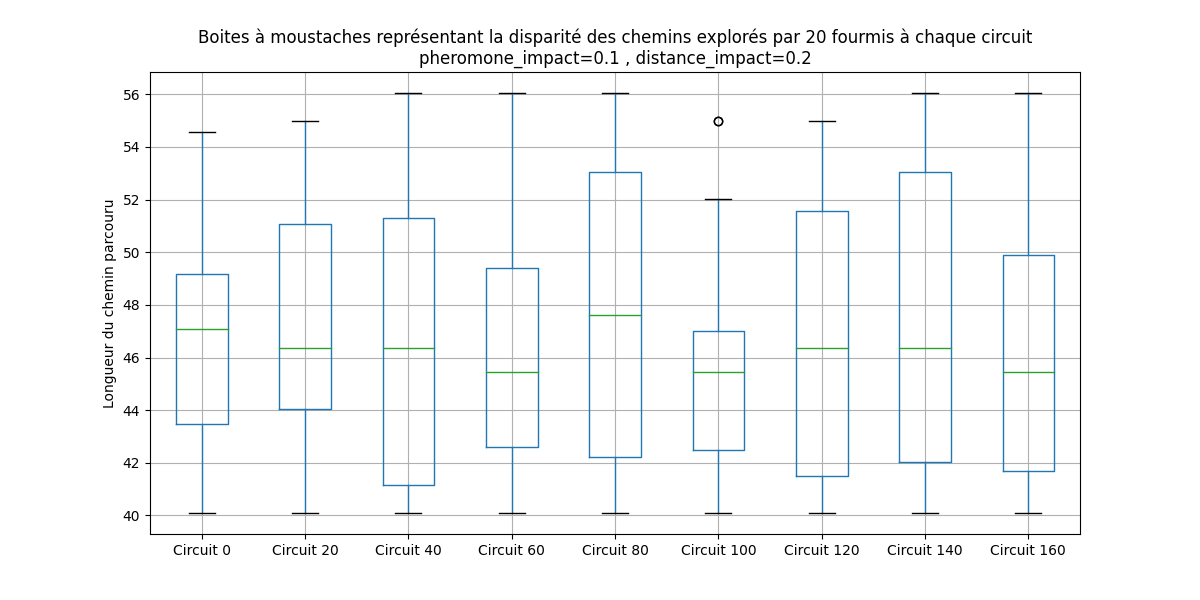 Boites à moustaches représentant la disparité des chemins explorés par 20 fourmis à chaque circuit
pheromone_impact=0.1 , distance_impact=0.2
Longueur du chemin parcouru
56
54
52
50
48
46
44
42
40
Circuit 0
Circuit 20
Circuit 40
Circuit 60
Circuit 80
Circuit 100
Circuit 120
Circuit 140
Circuit 160